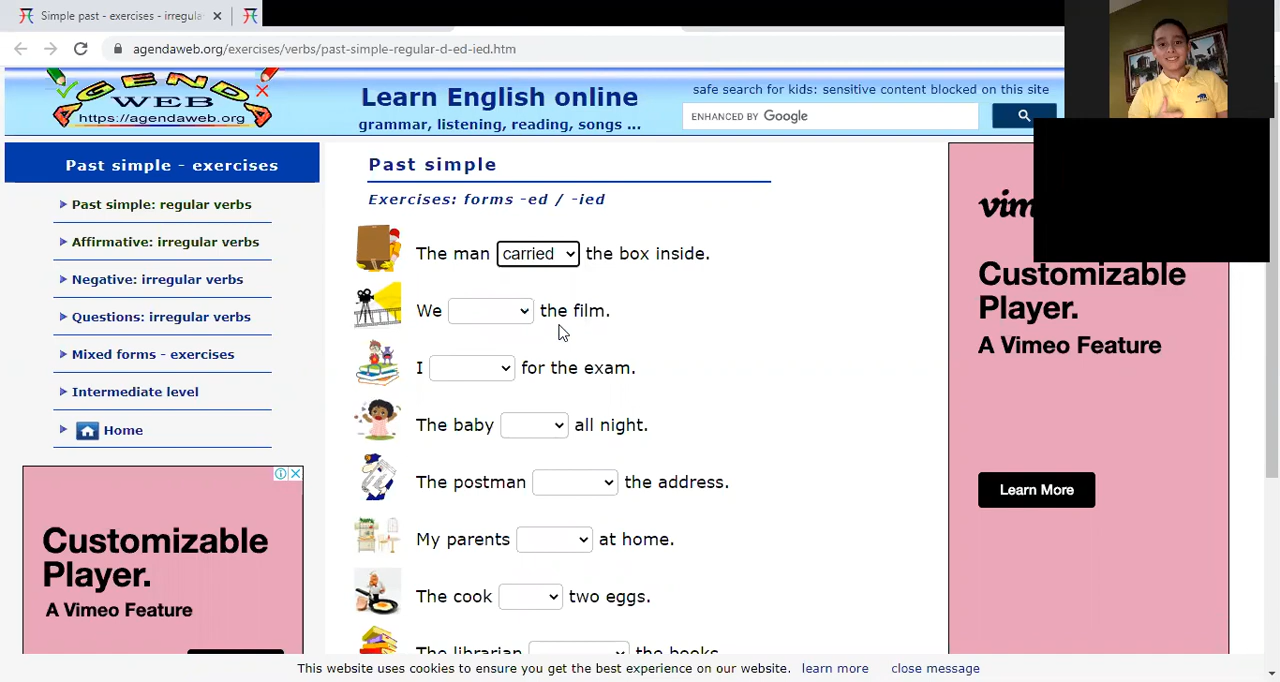 Simple past - exercises - irregula
agendaweb.org/exercises/verbs/past-simple-regular-d-ed-ied.htm
AGENDA
WEB
https://agendaweb.org
Learn English online
grammar, listening, reading, songs ...
safe search for kids: sensitive content blocked on this site
ENHANCED BY Google
Past simple - exercises
Past simple: regular verbs
Affirmative: irregular verbs
Negative: irregular verbs
Questions: irregular verbs
Mixed forms - exercises
Intermediate level
Home
Customizable
Player.
A Vimeo Feature
Past simple
Exercises: forms -ed / -ied
The man carried the box inside.
We the film.
I for the exam.
The baby all night.
The postman the address.
My parents at home.
The cook two eggs.
The librarian the books
vim
Customizable
Player.
A Vimeo Feature
Learn More
This website uses cookies to ensure you get the best experience on our website. learn more close message